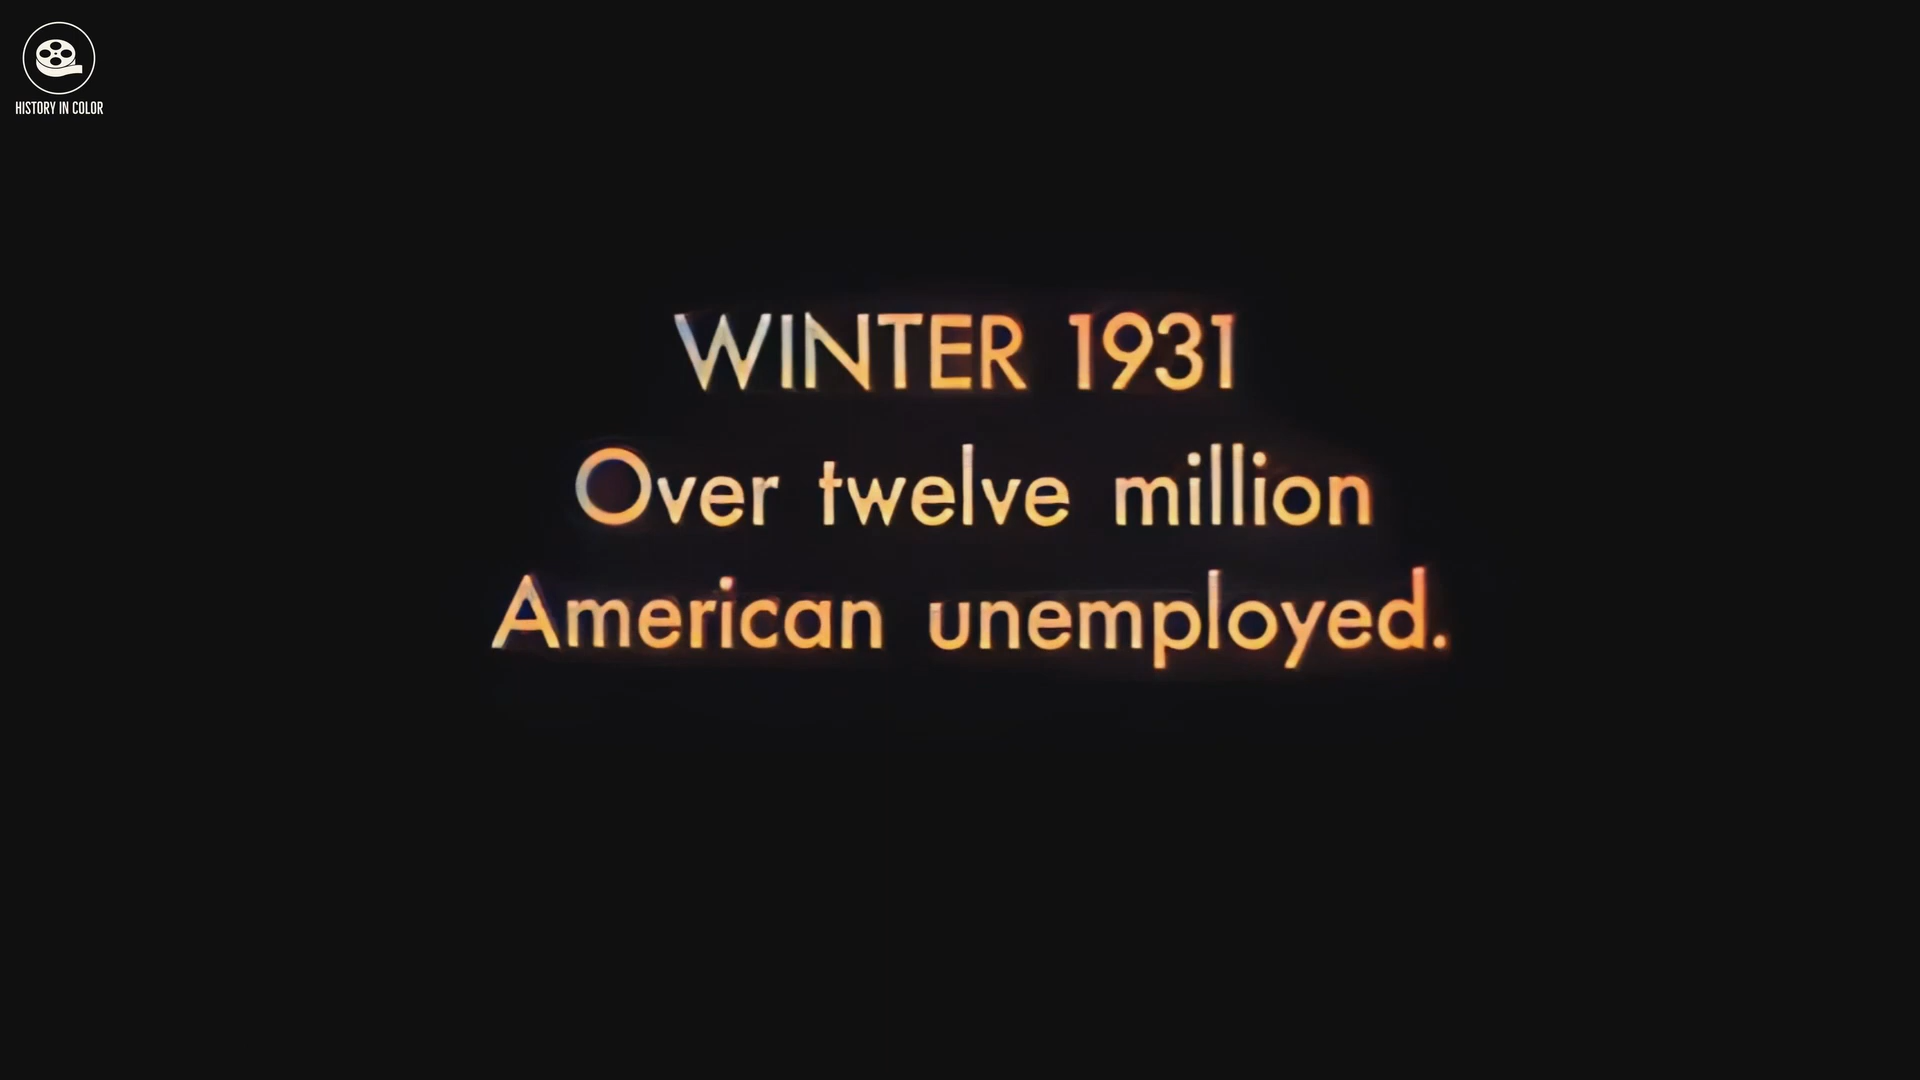 HISTORY IN COLOR
WINTER 1931
Over twelve million
American unemployed.